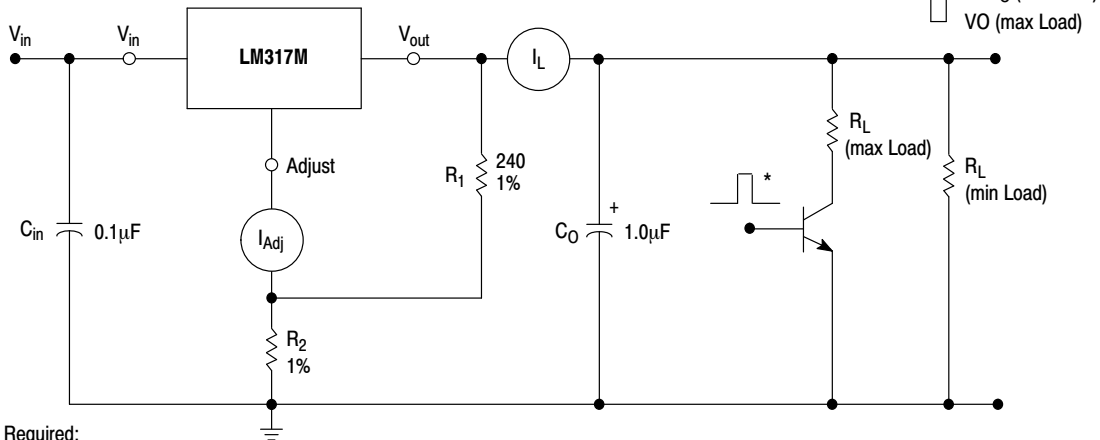 VO (max Load)
Vin
Vin
LM317M
Vout
IL
RL
(max Load)
Adjust
R1
240
1%
*
RL
(min Load)
Cin
0.1µF
IAdj
CO
+
1.0µF
R2
1%
Required: